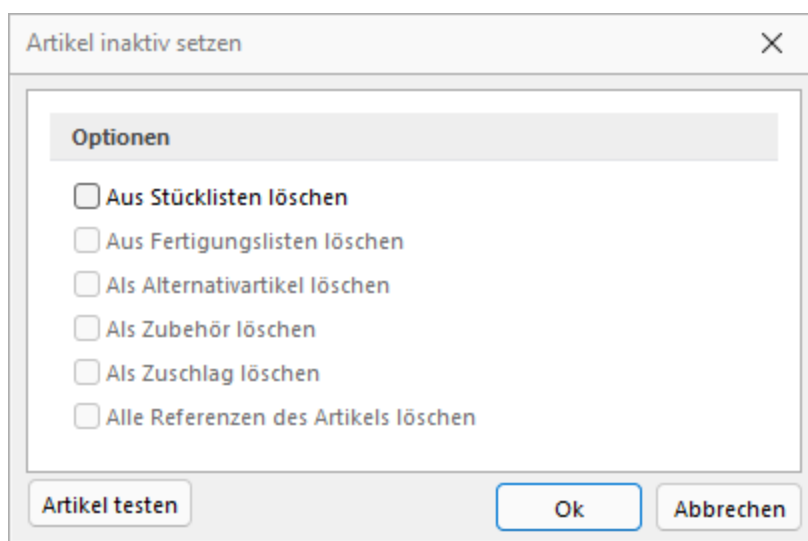 Artikel inaktiv setzen
Optionen
Aus Stücklisten löschen
Aus Fertigungslisten löschen
Als Alternativartikel löschen
Als Zubehör löschen
Als Zuschlag löschen
Alle Referenzen des Artikels löschen
Artikel testen Ok Abbrechen